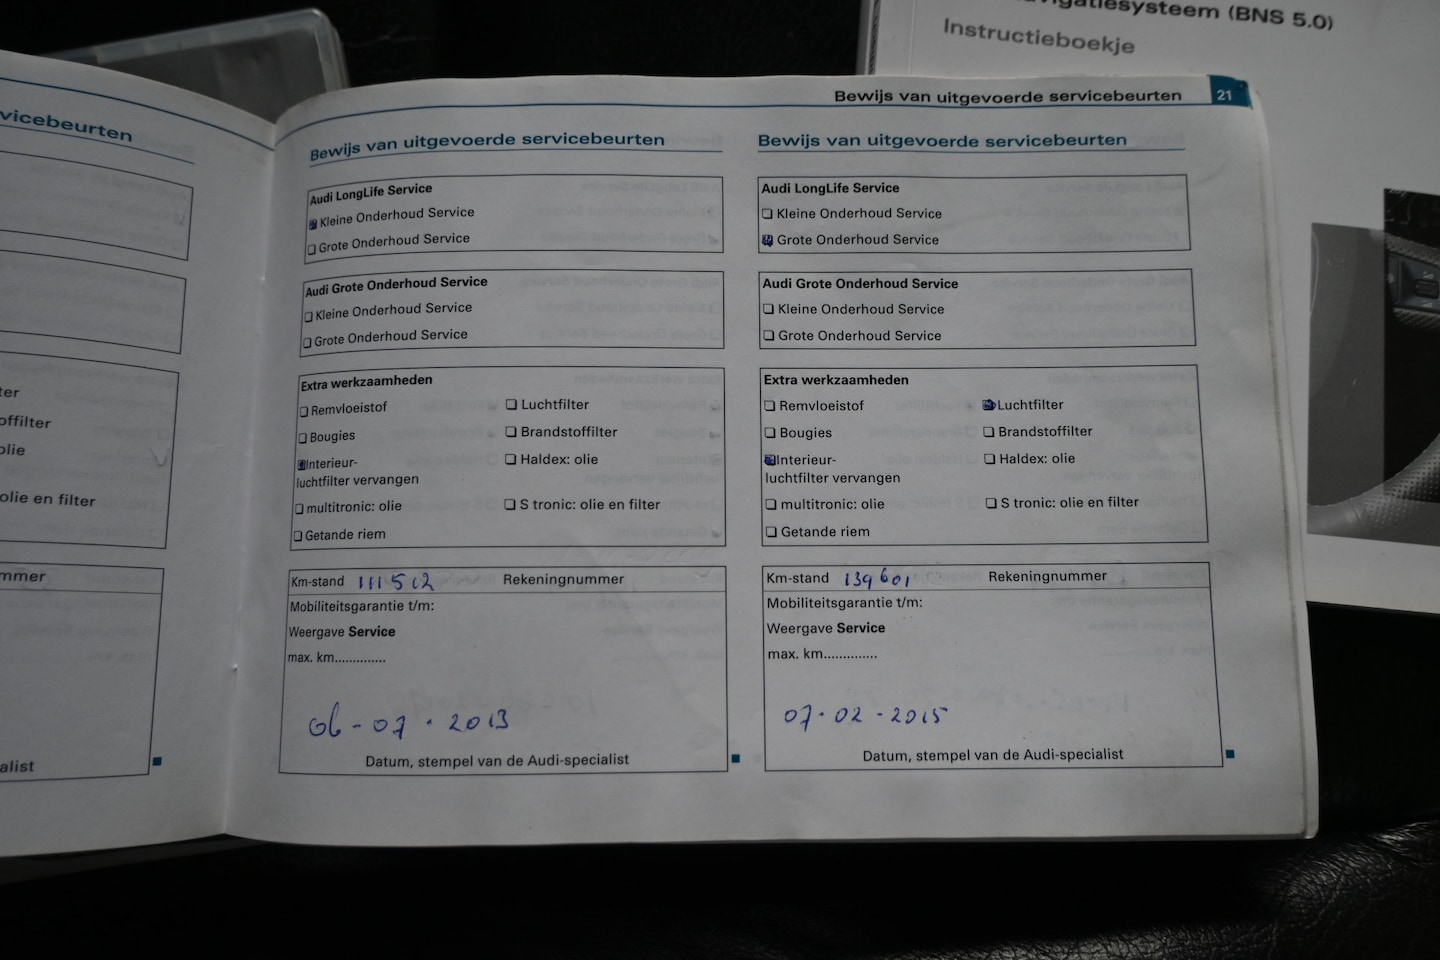 (BNS 5.0)
Instructieboekje
Bewijs van uitgevoerde servicebeurten 21
vicebeurten
ter
offilter
olie
olie en filter
mmer
alist
Bewijs van uitgevoerde servicebeurten
Audi LongLife Service
Kleine Onderhoud Service
Grote Onderhoud Service
Audi Grote Onderhoud Service
Kleine Onderhoud Service
Grote Onderhoud Service
Extra werkzaamheden
Remvloeistof Luchtfilter
Bougies Brandstoffilter
Interieur- Haldex: olie
luchtfilter vervangen
multitronic: olie S tronic: olie en filter
Getande riem
Km-stand 111512 Rekeningnummer
Mobiliteitsgarantie t/m:
Weergave Service
max. km..............
06-07-2013
Datum, stempel van de Audi-specialist
Bewijs van uitgevoerde servicebeurten
Audi LongLife Service
Kleine Onderhoud Service
Grote Onderhoud Service
Audi Grote Onderhoud Service
Kleine Onderhoud Service
Grote Onderhoud Service
Extra werkzaamheden
Remvloeistof Luchtfilter
Bougies Brandstoffilter
Interieur- Haldex: olie
luchtfilter vervangen
multitronic: olie S tronic: olie en filter
Getande riem
Km-stand 139601 Rekeningnummer
Mobiliteitsgarantie t/m:
Weergave Service
max. km..............
07-02-2015
Datum, stempel van de Audi-specialist